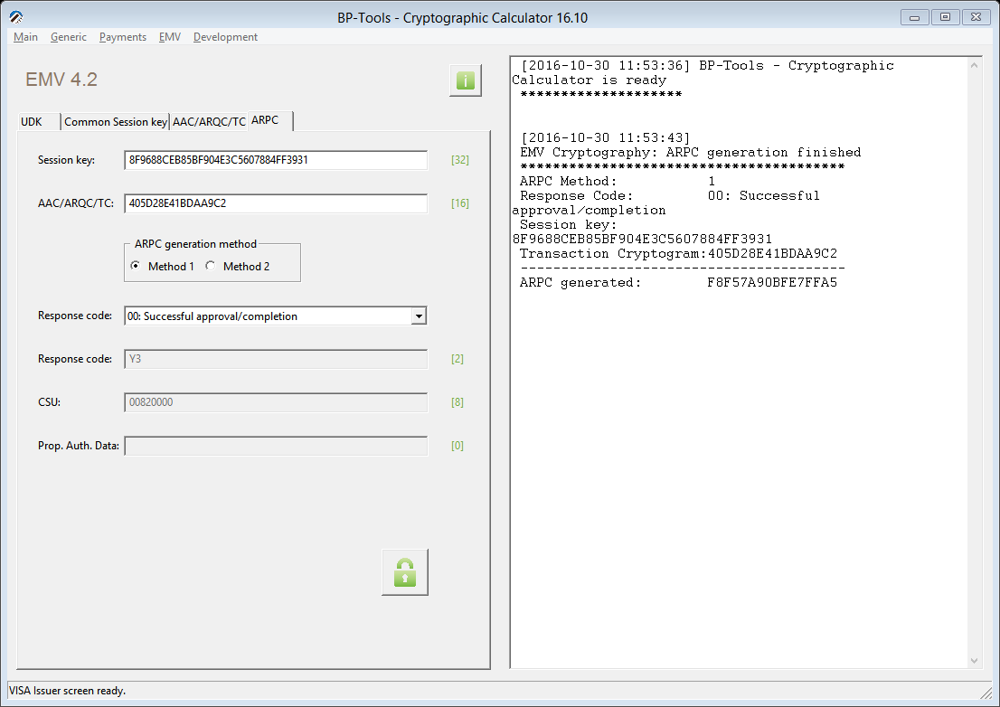 BP-Tools - Cryptographic Calculator 16.10
Main Generic Payments EMV Development
EMV 4.2
UDK Common Session key AAC/ARQC/TC ARPC
Session key: 8F9688CEB85BF904E3C5607884FF3931 [32]
AAC/ARQC/TC: 405D28E41BDAA9C2 [16]
ARPC generation method
Method 1 Method 2
Response code: 00: Successful approval/completion
Response code: Y3 [2]
CSU: 00820000 [8]
Prop. Auth. Data: [0]
[2016-10-30 11:53:36] BP-Tools - Cryptographic
Calculator is ready
********************
[2016-10-30 11:53:43]
EMV Cryptography: ARPC generation finished
****************************************
ARPC Method: 1
Response Code: 00: Successful
approval/completion
Session key:
8F9688CEB85BF904E3C5607884FF3931
Transaction Cryptogram:405D28E41BDAA9C2
----------------------------------------
ARPC generated: F8F57A90BFE7FFA5
VISA Issuer screen ready.